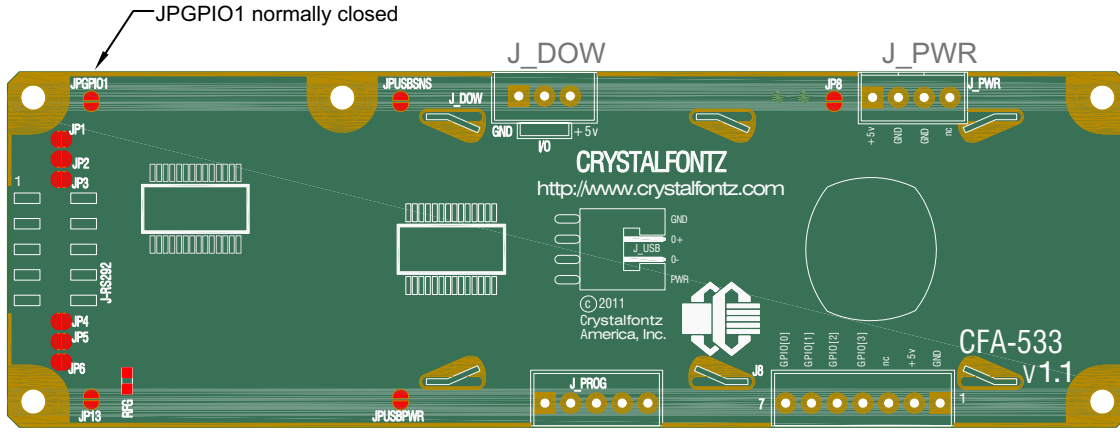 JPGPIO1 normally closed
J_DOW
J_PWR
JPGPIO1
JPUSBSNS
J_DOW
JP8
J_PWR
GND
I/O
+5v
+5v
GND
GND
nc
JP1
JP2
JP3
1
CRYSTALFONTZ
http://www.crystalfontz.com
GND
0+
J_USB
0-
PWR
J-RS292
© 2011
Crystalfontz
America, Inc.
JP4
JP5
JP6
GPIO[0]
GPIO[1]
GPIO[2]
GPIO[3]
nc
+5v
GND
CFA-533
v1.1
RFG
J_PROG
J8
JP13
JPUSBPWR
7
1